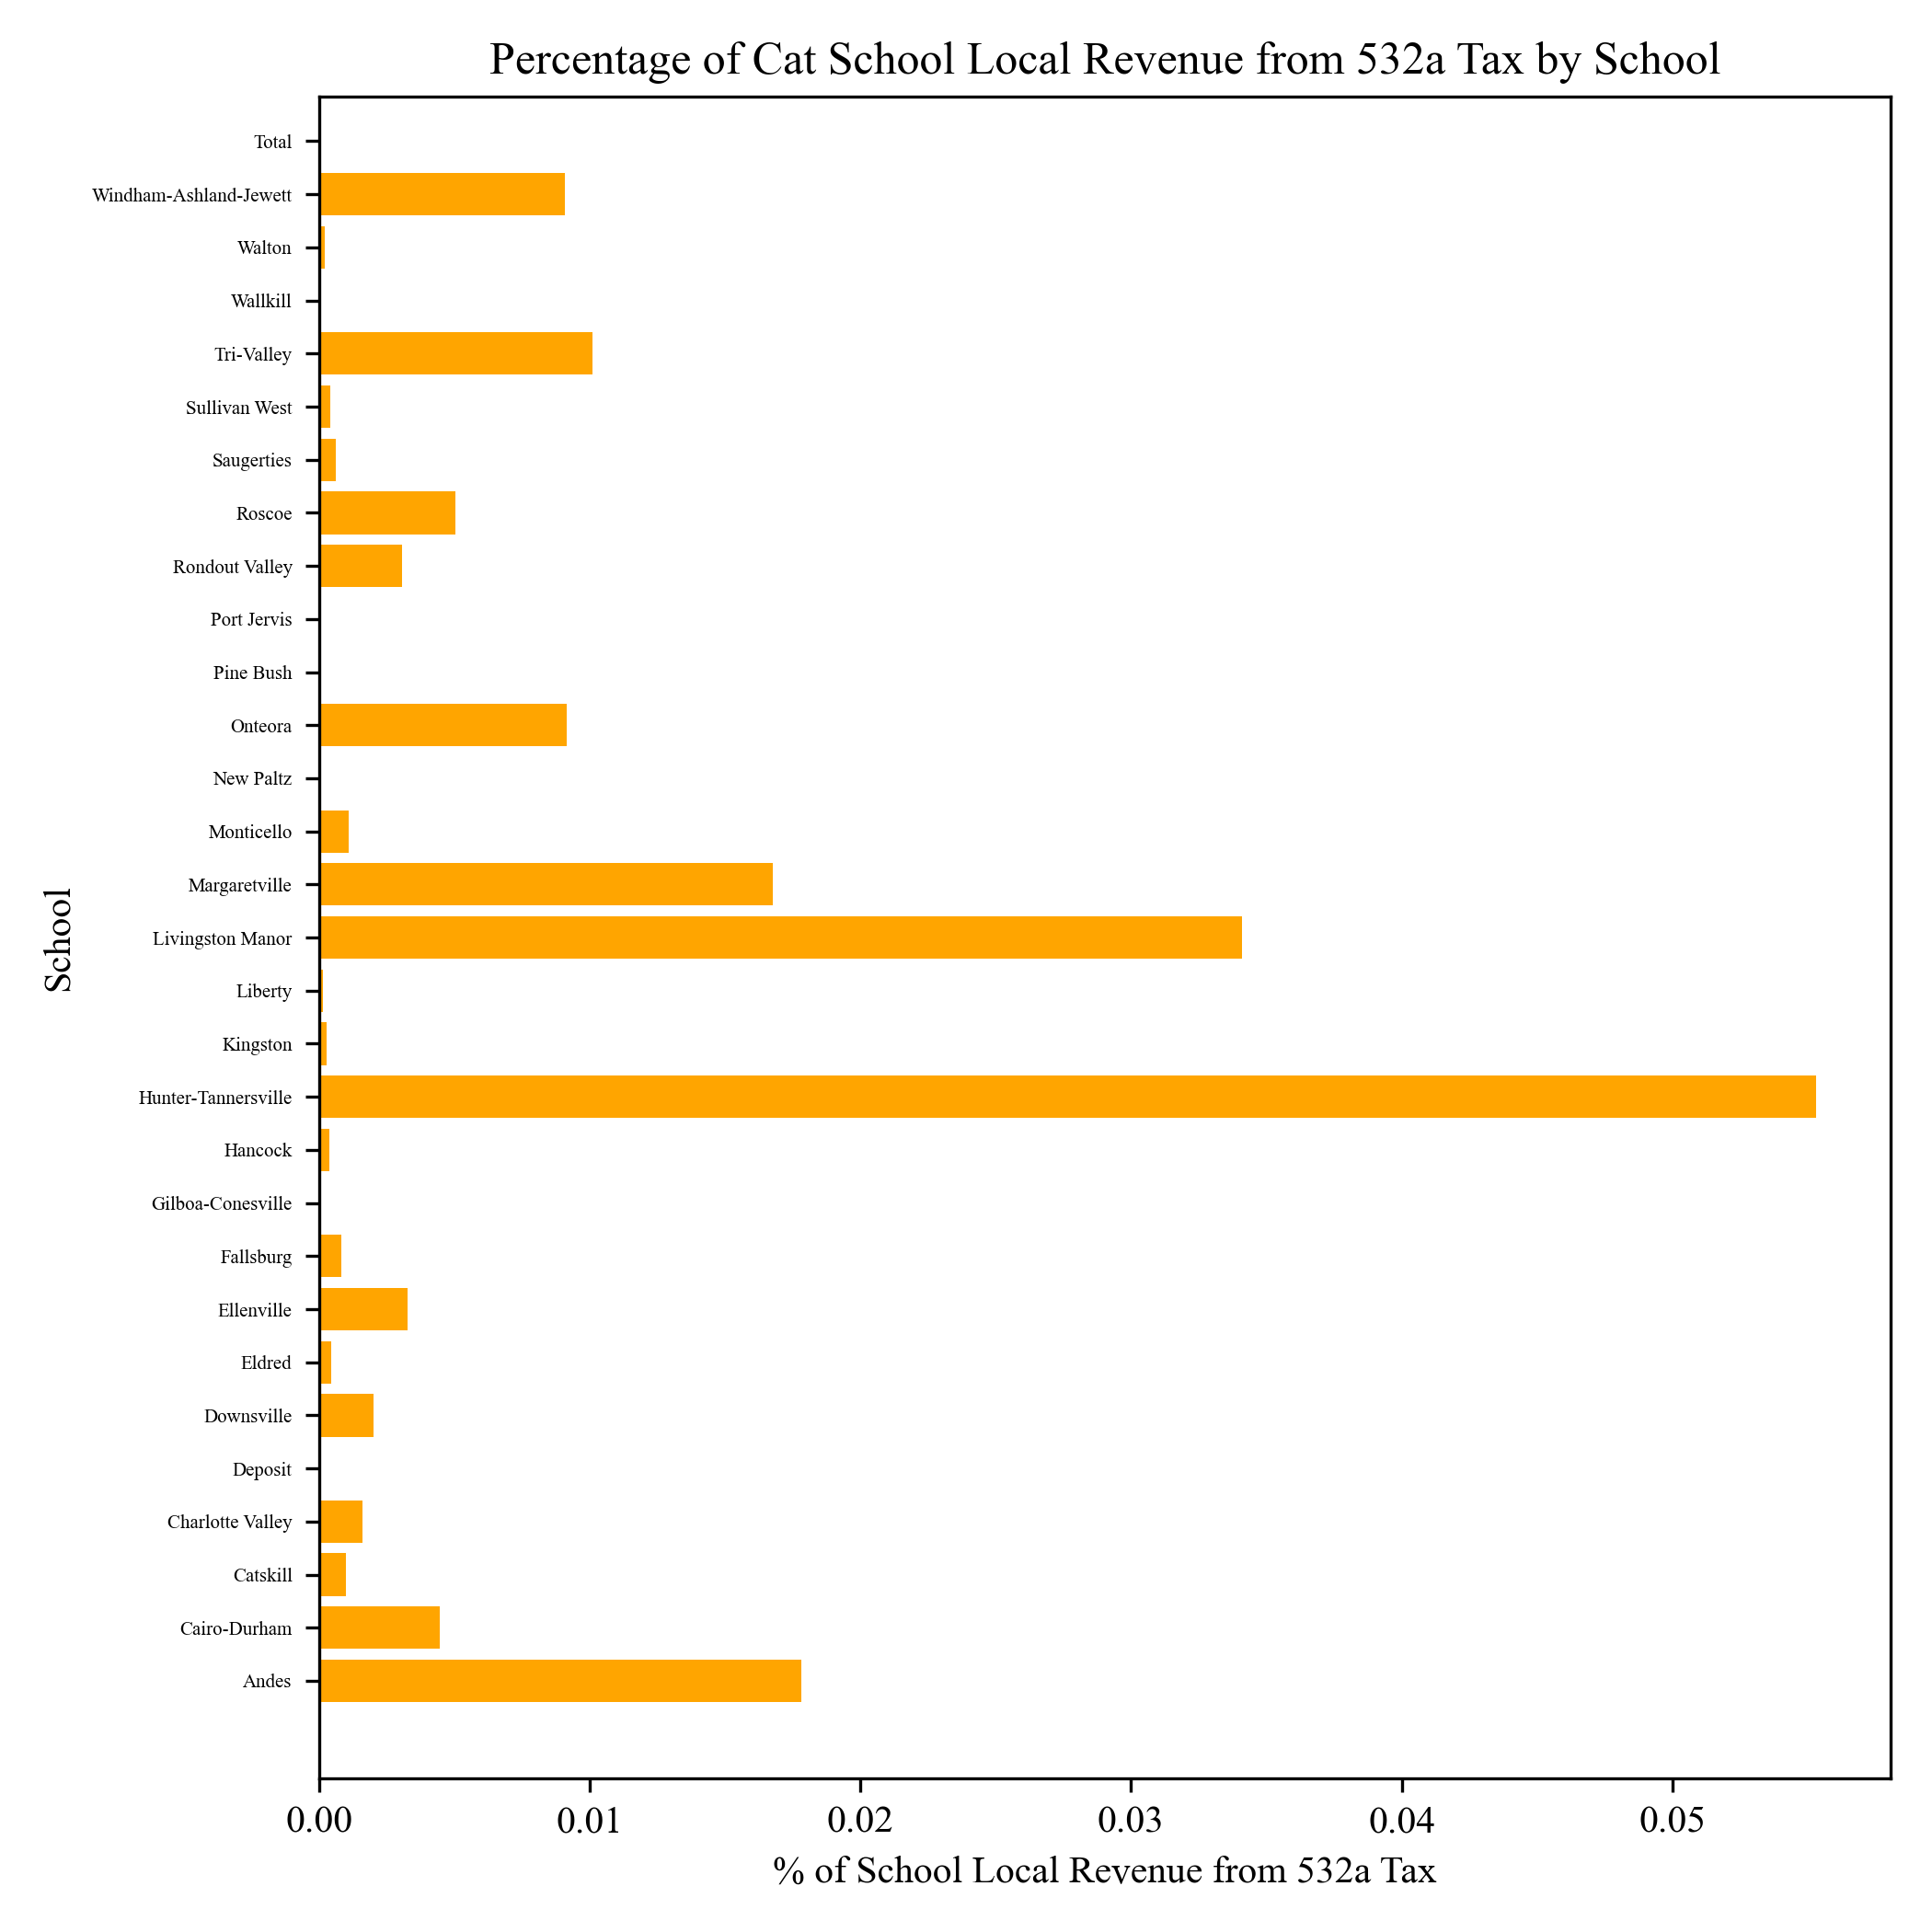 Percentage of Cat School Local Revenue from 532a Tax by School
Total
Windham-Ashland-Jewett
Walton
Wallkill
Tri-Valley
Sullivan West
Saugerties
Roscoe
Rondout Valley
Port Jervis
Pine Bush
Onteora
New Paltz
Monticello
Margaretville
Livingston Manor
Liberty
Kingston
Hunter-Tannersville
Hancock
Gilboa-Conesville
Fallsburg
Ellenville
Eldred
Downsville
Deposit
Charlotte Valley
Catskill
Cairo-Durham
Andes
School
0.00 0.01 0.02 0.03 0.04 0.05
% of School Local Revenue from 532a Tax